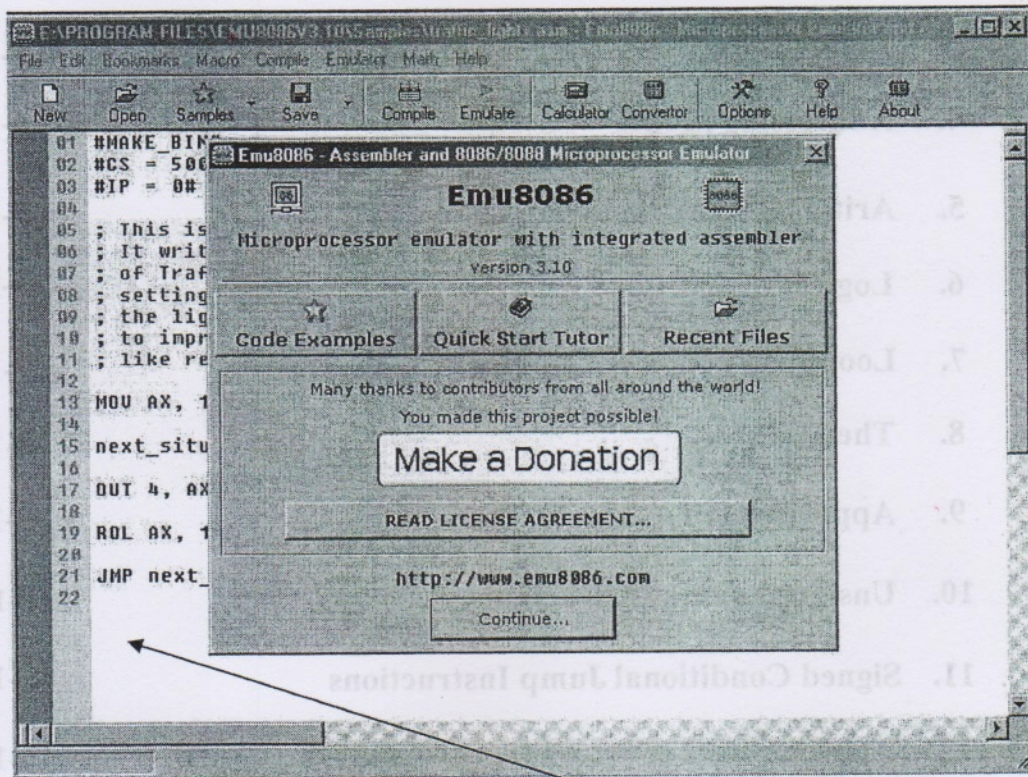 E:\PROGRAM FILES\EMU8086V3.10\Samples\traffic_lights.asm - Emu8086 - Microprocessor
File Edit Bookmarks Macro Compile Emulator Math Help
New Open Samples Save Compile Emulate Calculator Convertor Options Help About
01 #MAKE_BIN#
02 #CS = 500
03 #IP = 0#
04
05 ; This is
06 ; It writ
07 ; of Traf
08 ; setting
09 ; the lig
10 ; to impr
11 ; like re
12
13 MOV AX, 1
14
15 next_situ
16
17 OUT 4, AX
18
19 ROL AX, 1
20
21 JMP next_
22
Emu8086 - Assembler and 8086/8088 Microprocessor Emulator
Emu8086
8086
Microprocessor emulator with integrated assembler
version 3.10
Code Examples Quick Start Tutor Recent Files
Many thanks to contributors from all around the world!
You made this project possible!
Make a Donation
READ LICENSE AGREEMENT...
http://www.emu8086.com
Continue...
5. Arit
6. Log
7. Loo
8. The
9. App
10. Uns
11. Signed Conditional Jump Instructions